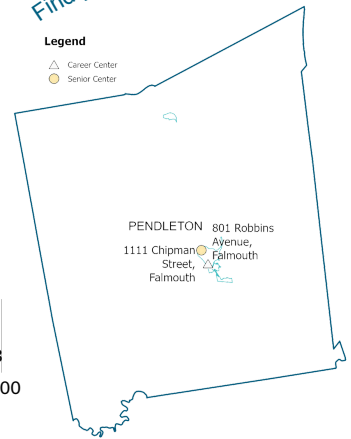 Legend
Career Center
Senior Center
PENDLETON
801 Robbins
Avenue,
Falmouth
1111 Chipman
Street,
Falmouth
00